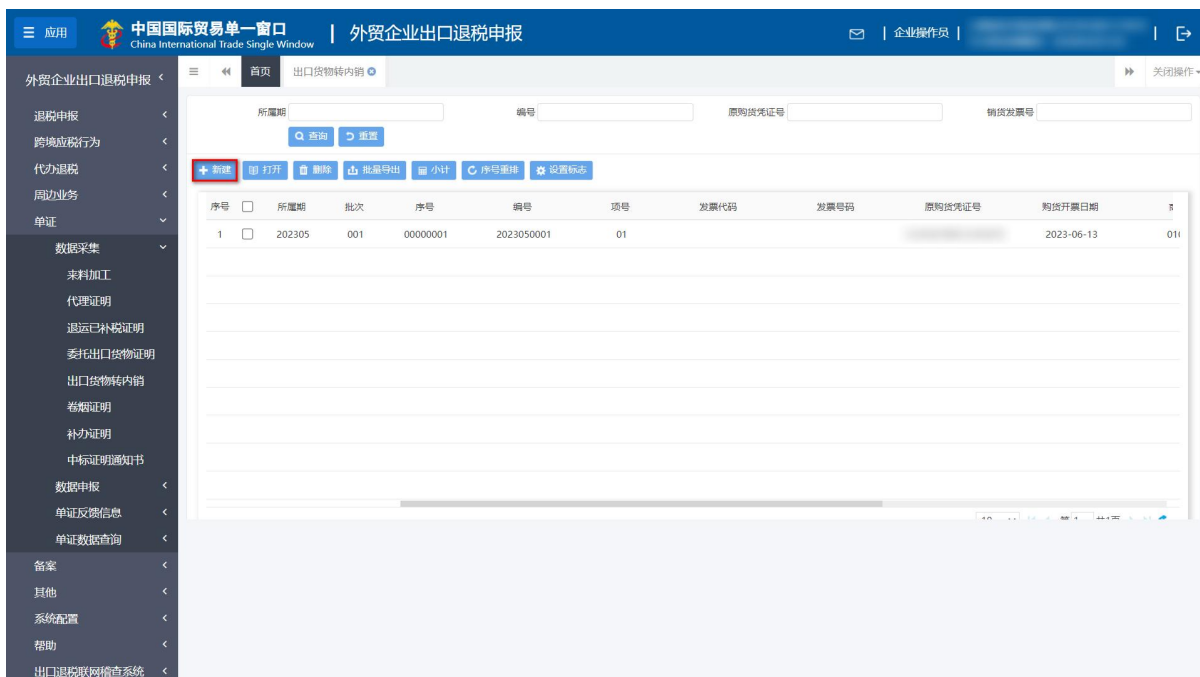 应用
中国国际贸易单一窗口
China International Trade Single Window
外贸企业出口退税申报
企业操作员
外贸企业出口退税申报
首页
出口货物转内销
关闭操作
退税申报
跨境应税行为
代办退税
周边业务
单证
数据采集
来料加工
代理证明
退运已补税证明
委托出口货物证明
出口货物转内销
卷烟证明
补办证明
中标证明通知书
数据申报
单证反馈信息
单证数据查询
备案
其他
系统配置
帮助
出口退税联网稽查系统
所属期 编号 原购货凭证号 销货发票号
查询 重置
新建 打开 删除 批量导出 小计 序号重排 设置标志
序号 所属期 批次 序号 编号 项号 发票代码 发票号码 原购货凭证号 购货开票日期
1 202305 001 00000001 2023050001 01 2023-06-13